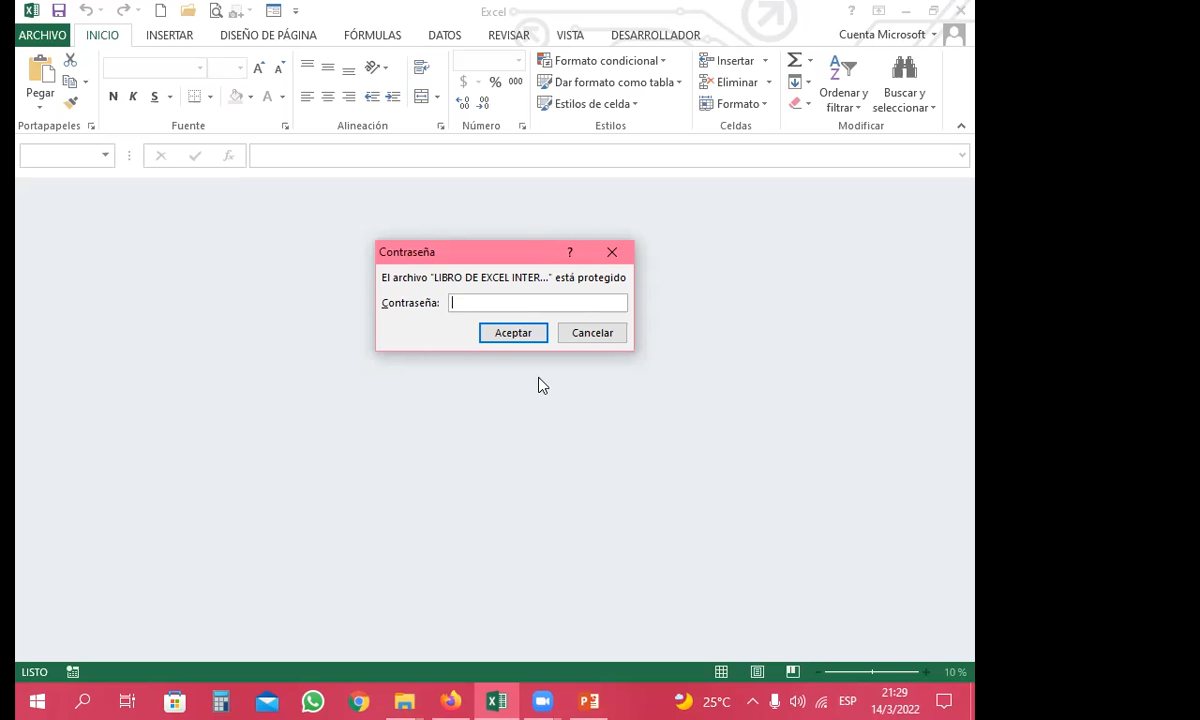 Excel
?
ARCHIVO INICIO INSERTAR DISEÑO DE PÁGINA FÓRMULAS DATOS REVISAR VISTA DESARROLLADOR Cuenta Microsoft
Pegar
N K S A
$ % 000
Formato condicional
Dar formato como tabla
Estilos de celda
Insertar
Eliminar
Formato
Ordenar y
filtrar
Buscar y
seleccionar
Portapapeles Fuente Alineación Número Estilos Celdas Modificar
fx
Contraseña ?
El archivo "LIBRO DE EXCEL INTER..." está protegido
Contraseña:
Aceptar Cancelar
LISTO 10 %
25°C ESP 21:29
14/3/2022